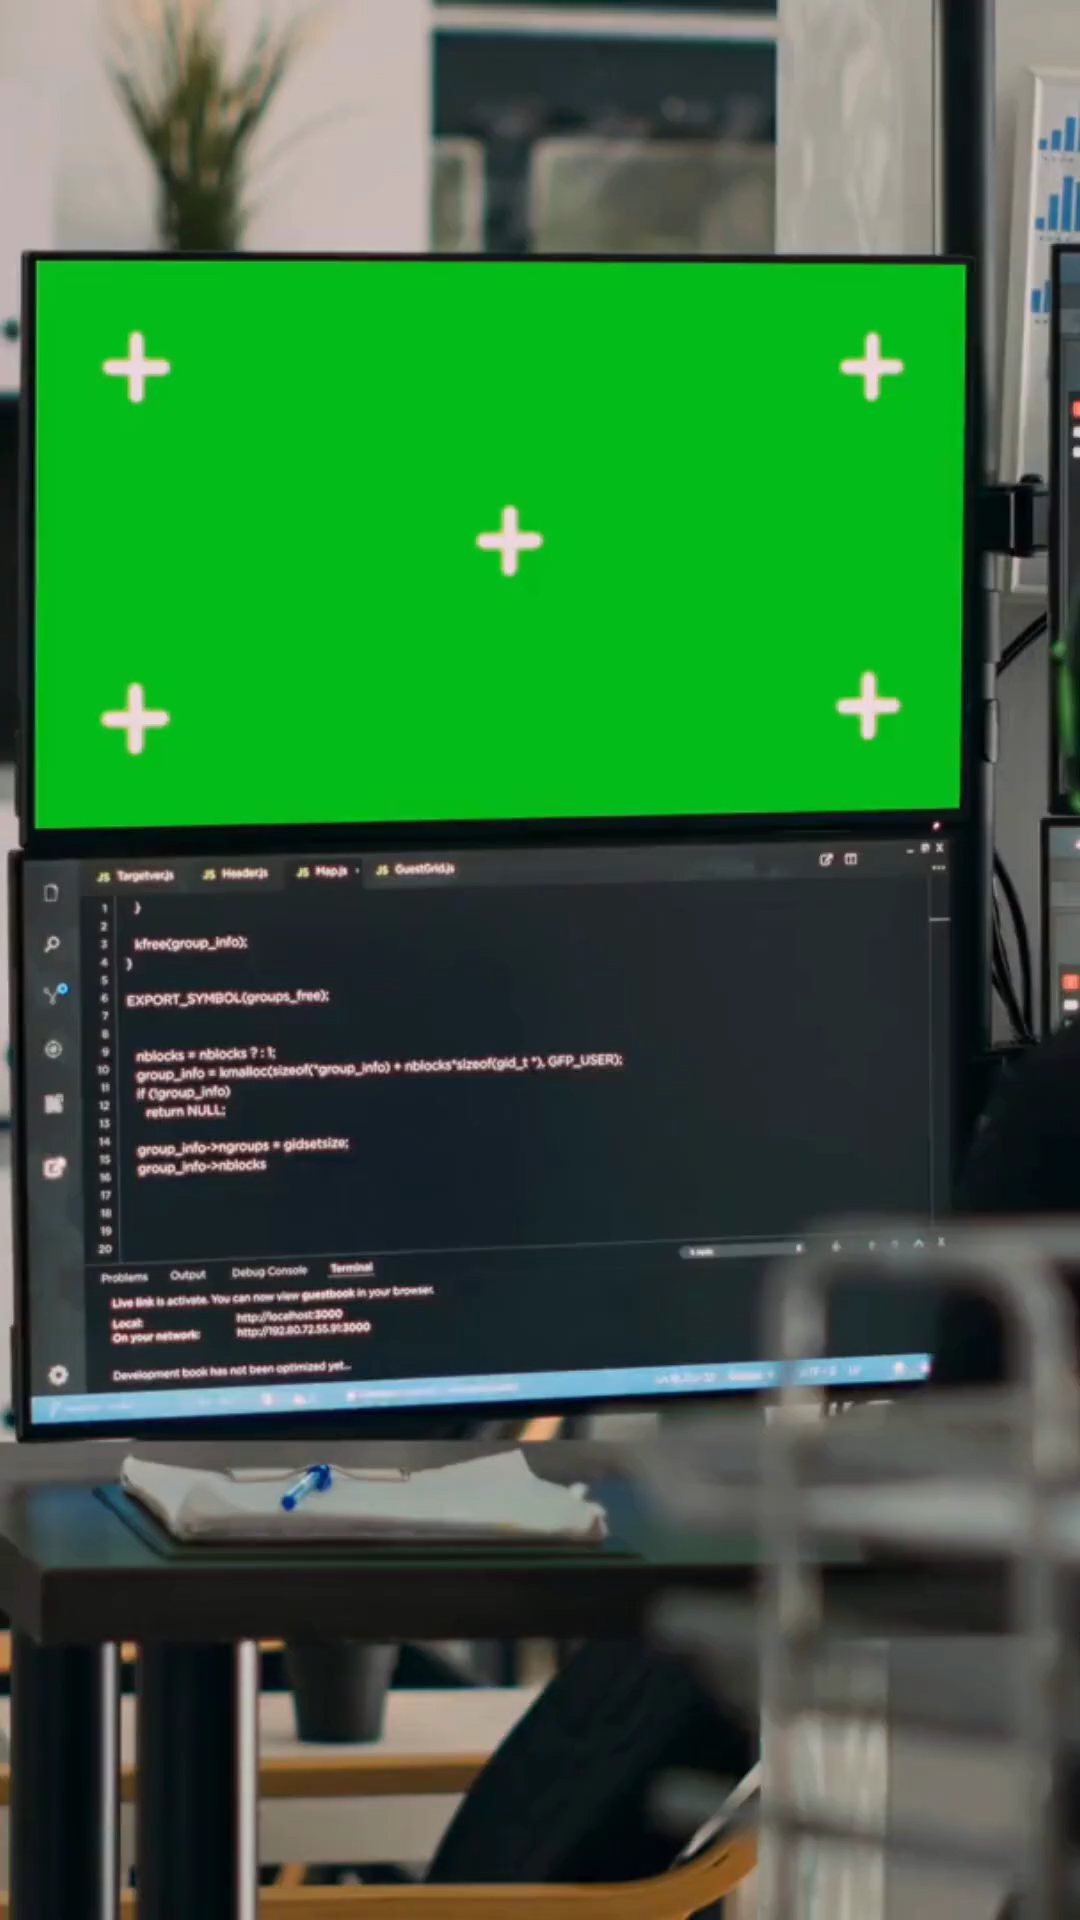 JS Targetver.js JS Header.js JS Map.js JS GuestGrid.js
1 }
2
3 kfree(group_info);
4 }
5
6 EXPORT_SYMBOL(groups_free);
7
8
9 nblocks = nblocks ? : 1;
10 group_info = kmalloc(sizeof(*group_info) + nblocks*sizeof(gid_t *), GFP_USER);
11 if (!group_info)
12 return NULL;
13
14 group_info->ngroups = gidsetsize;
15 group_info->nblocks
16
17
18
19
20
Problems Output Debug Console Terminal
Live link is activate. You can now view guestbook in your browser.
Local: http://localhost:3000
On your network: http://192.80.72.55.91:3000
Development book has not been optimized yet...